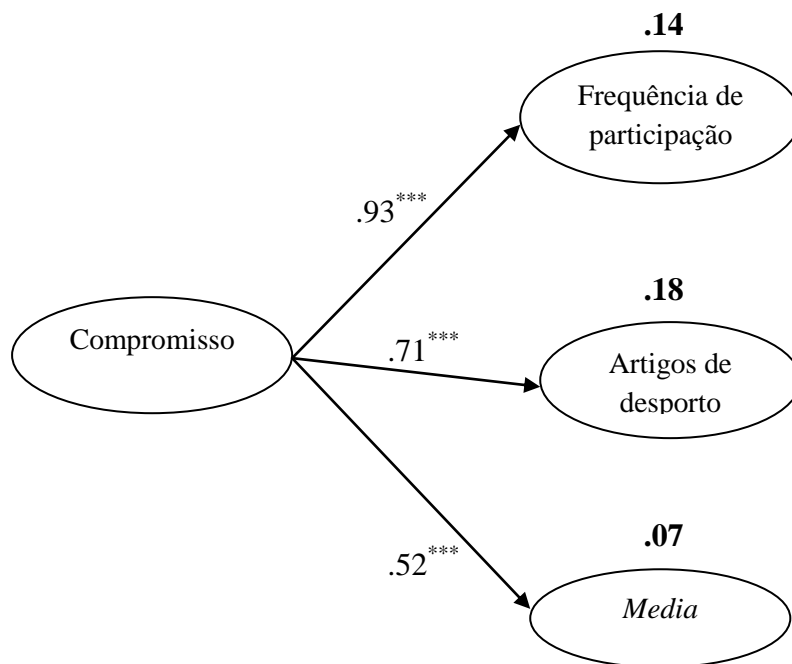 .14
Frequência de
participação
.93***
.18
Compromisso
.71***
Artigos de
desporto
.07
.52***
Media